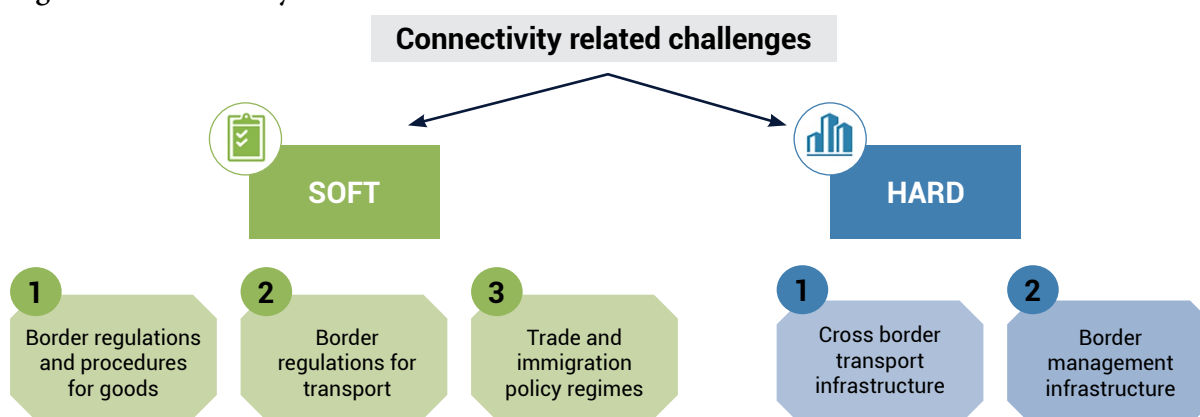 Connectivity related challenges
SOFT
HARD
1
Border regulations
and procedures
for goods
2
Border
regulations for
transport
3
Trade and
immigration
policy regimes
1
Cross border
transport
infrastructure
2
Border
management
infrastructure